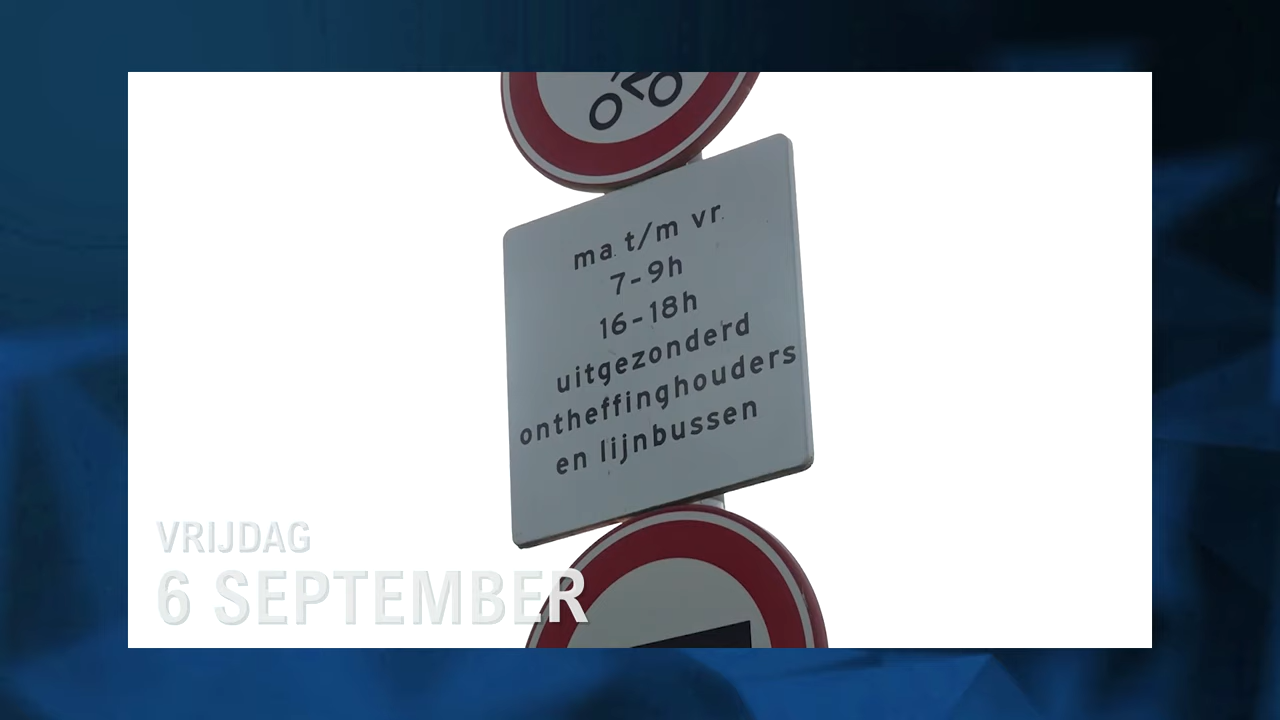 ma t/m vr
7-9h
16-18h
uitgezonderd
ontheffinghouders
en lijnbussen
VRIJDAG
6 SEPTEMBER